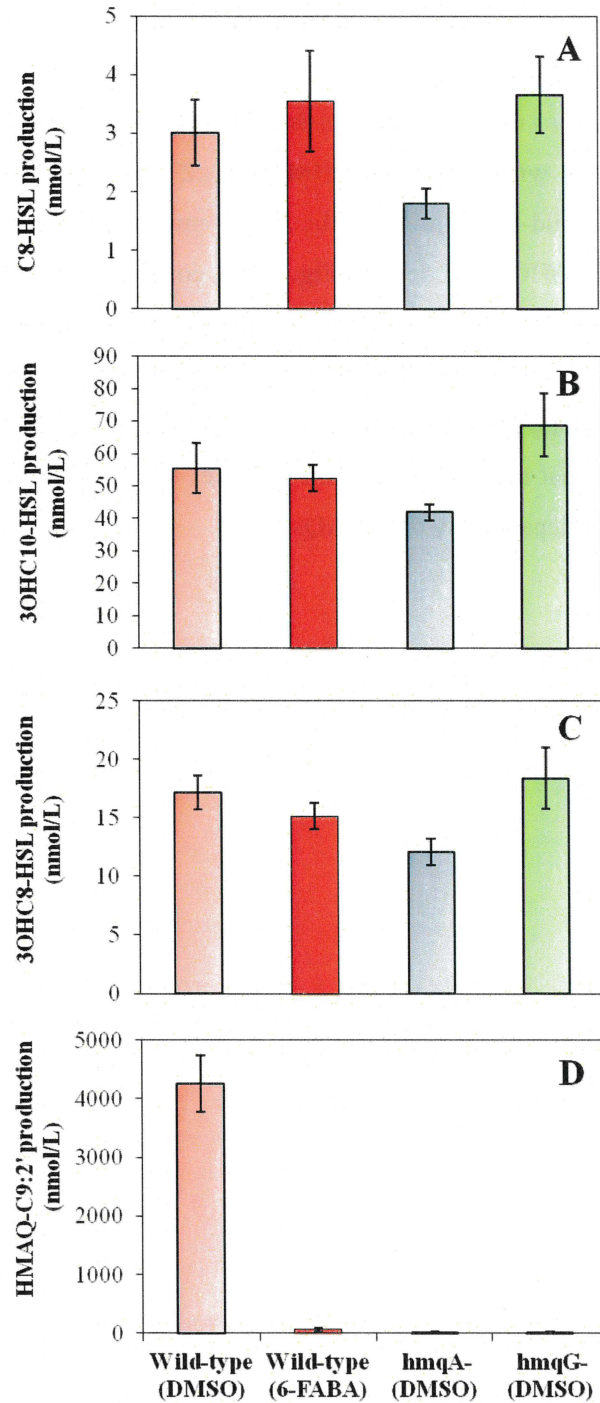 C8-HSL production
(nmol/L)
5
4
3
2
1
0
A
3OHC10-HSL production
(nmol/L)
90
80
70
60
50
40
30
20
10
0
B
3OHC8-HSL production
(nmol/L)
25
20
15
10
5
0
C
HMAQ-C9:2' production
(nmol/L)
5000
4000
3000
2000
1000
0
D
Wild-type
(DMSO)
Wild-type
(6-FABA)
hmqA-
(DMSO)
hmqG-
(DMSO)